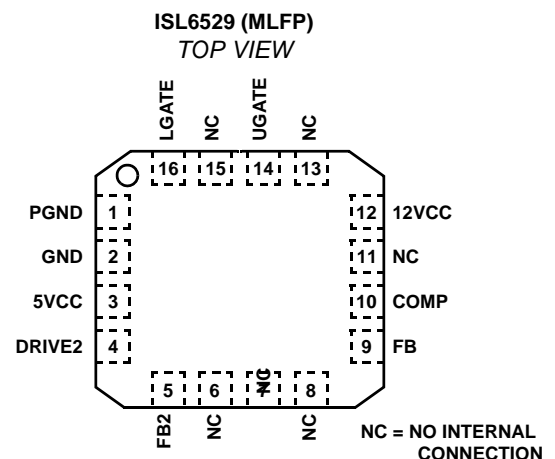 ISL6529 (MLFP)
TOP VIEW
LGATE
NC
UGATE
NC
16
15
14
13
PGND
1
12
12VCC
GND
2
11
NC
5VCC
3
10
COMP
DRIVE2
4
9
FB
5
6
7
8
NC
FB2
NC
NC
NC = NO INTERNAL
CONNECTION